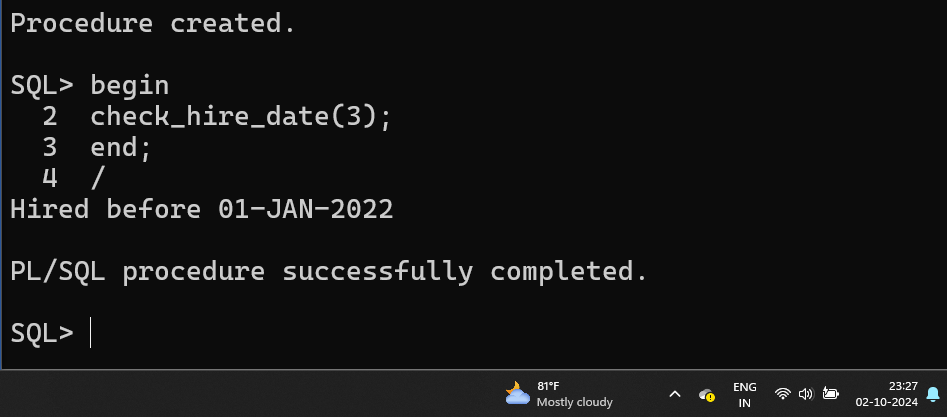 Procedure created.
SQL> begin
  2  check_hire_date(3);
  3  end;
  4  /
Hired before 01-JAN-2022
PL/SQL procedure successfully completed.
SQL>
81°F
Mostly cloudy
ENG
IN
23:27
02-10-2024